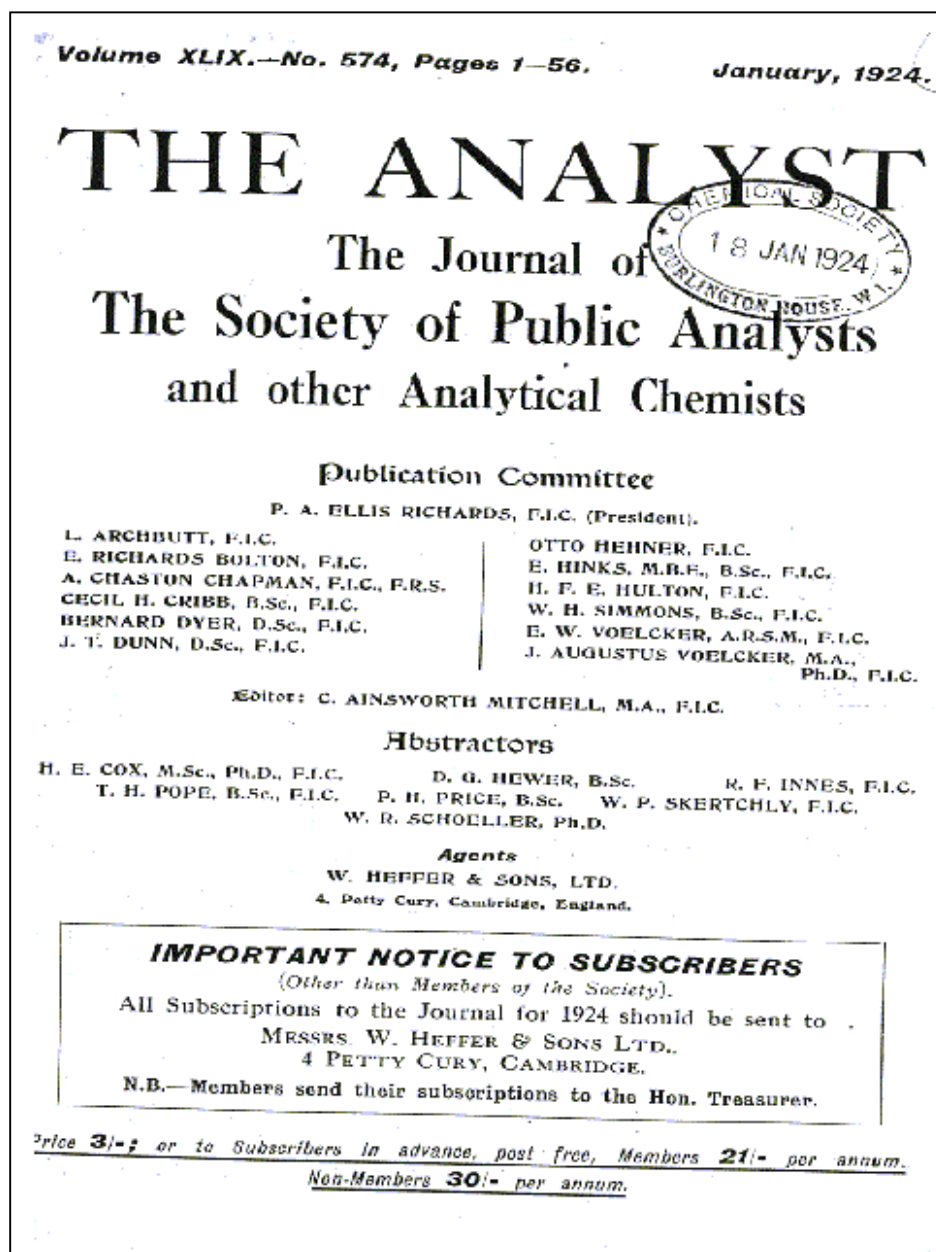 Volume XLIX.—No. 574, Pages 1—56. January, 1924.
THE ANALYST
CHEMICAL SOCIETY
18 JAN 1924
BURLINGTON HOUSE. W 1.
The Journal of
The Society of Public Analysts
and other Analytical Chemists
Publication Committee
P. A. ELLIS RICHARDS, F.I.C. (President).
L. ARCHBUTT, F.I.C.
E. RICHARDS BOLTON, F.I.C.
A. CHASTON CHAPMAN, F.I.C., F.R.S.
CECIL H. CRIBB, B.Sc., F.I.C.
BERNARD DYER, D.Sc., F.I.C.
J. T. DUNN, D.Sc., F.I.C.
OTTO HEHNER, F.I.C.
E. HINKS, M.B.E., B.Sc., F.I.C.
H. F. E. HULTON, F.I.C.
W. H. SIMMONS, B.Sc., F.I.C.
E. W. VOELCKER, A.R.S.M., F.I.C.
J. AUGUSTUS VOELCKER, M.A.,
Ph.D., F.I.C.
Editor: C. AINSWORTH MITCHELL, M.A., F.I.C.
Abstractors
H. E. COX, M.Sc., Ph.D., F.I.C. D. G. HEWER, B.Sc. R. F. INNES, F.I.C.
T. H. POPE, B.Sc., F.I.C. P. H. PRICE, B.Sc. W. P. SKERTCHLY, F.I.C.
W. R. SCHOELLER, Ph.D.
Agents
W. HEFFER & SONS, LTD.
4. Petty Cury, Cambridge, England.
IMPORTANT NOTICE TO SUBSCRIBERS
(Other than Members of the Society).
All Subscriptions to the Journal for 1924 should be sent to
MESSRS. W. HEFFER & SONS LTD.,
4 PETTY CURY, CAMBRIDGE.
N.B.—Members send their subscriptions to the Hon. Treasurer.
Price 3/-; or to Subscribers in advance, post free, Members 21/- per annum.
Non-Members 30/- per annum.